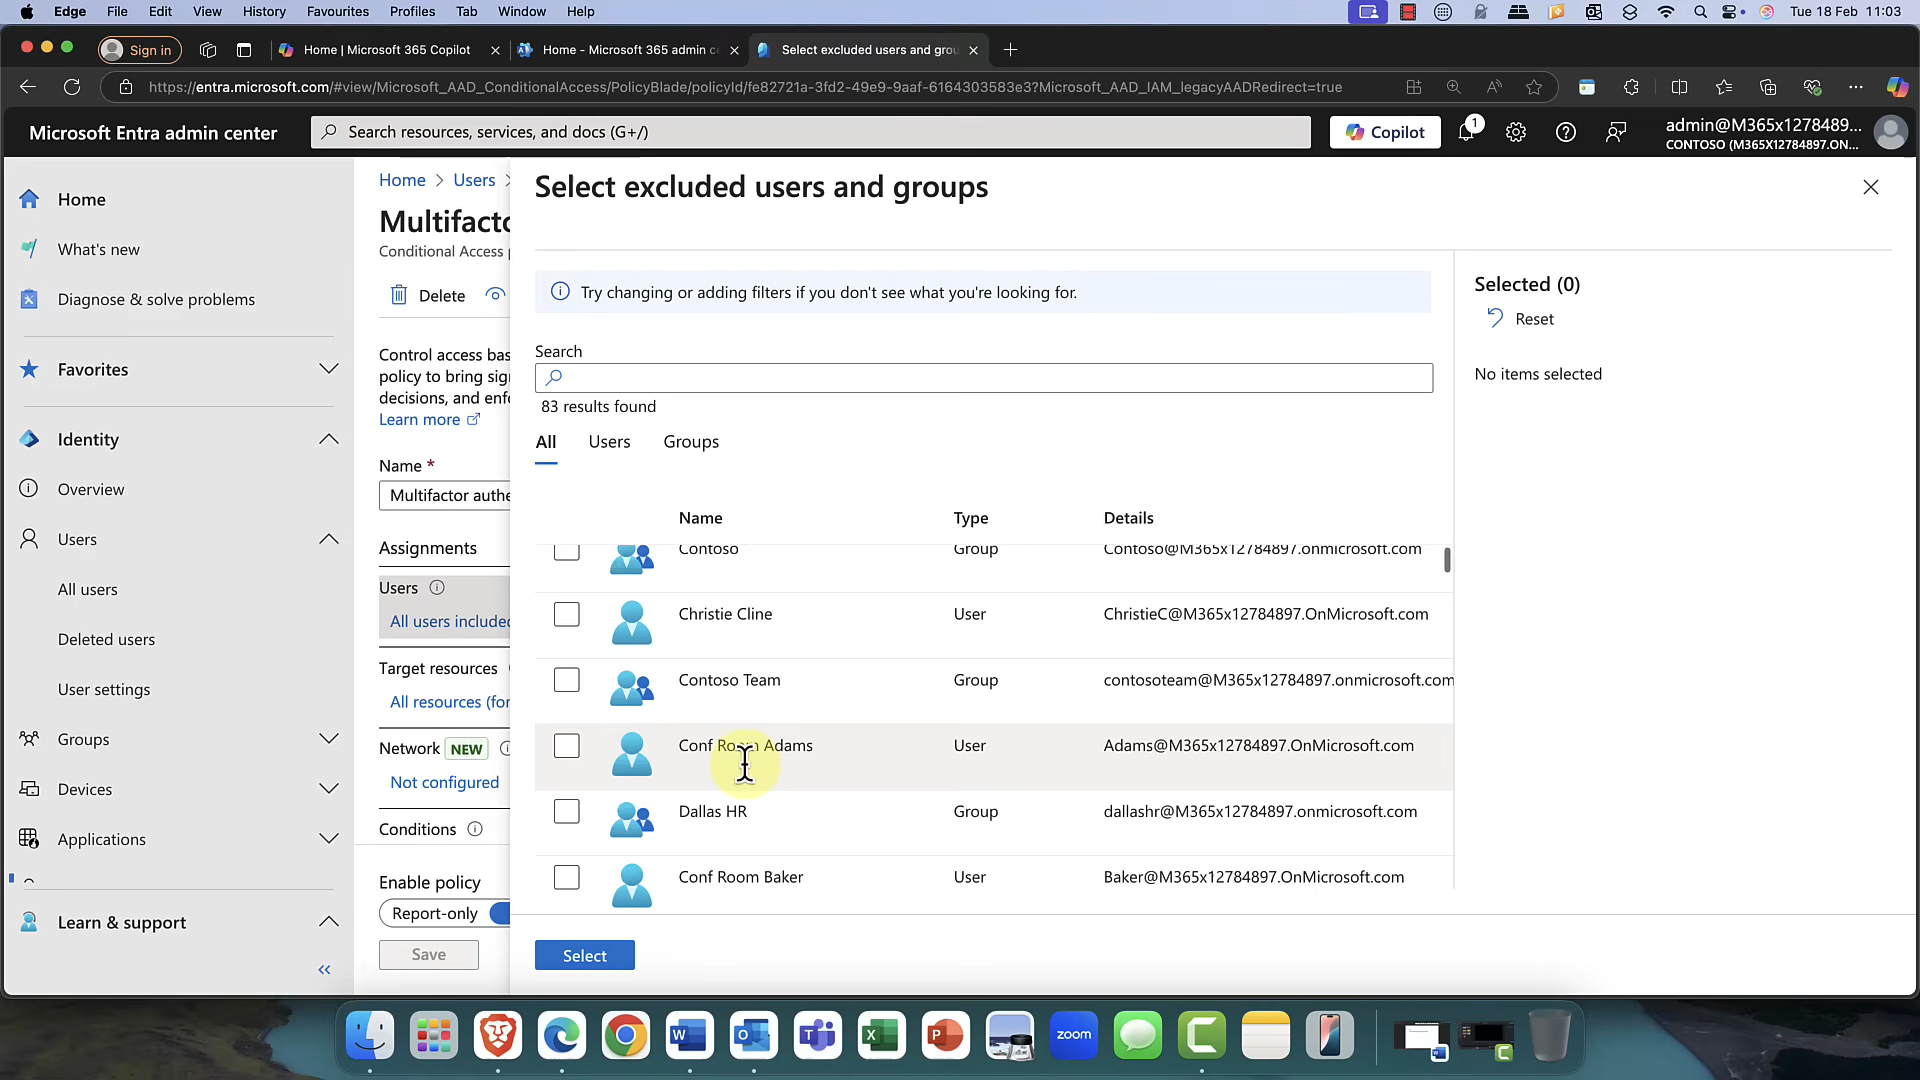 Edge File Edit View History Favourites Profiles Tab Window Help Tue 18 Feb 11:03
Sign in Home | Microsoft 365 Copilot Home - Microsoft 365 admin ce Select excluded users and grou
https://entra.microsoft.com/#view/Microsoft_AAD_ConditionalAccess/PolicyBlade/policyId/fe82721a-3fd2-49e9-9aaf-6164303583e3?Microsoft_AAD_IAM_legacyAADRedirect=true
Microsoft Entra admin center
Search resources, services, and docs (G+/)
Copilot
1
admin@M365x1278489...
CONTOSO (M365X12784897.ON...
Home
What's new
Diagnose & solve problems
Favorites
Identity
Overview
Users
All users
Deleted users
User settings
Groups
Devices
Applications
Learn & support
Home > Users >
Multifacto
Conditional Access p
Delete
Control access bas
policy to bring sig
decisions, and enfo
Learn more
Name *
Multifactor authe
Assignments
Users
All users included
Target resources
All resources (for
Network NEW
Not configured
Conditions
Enable policy
Report-only
Save
Select excluded users and groups
Try changing or adding filters if you don't see what you're looking for.
Search
83 results found
All Users Groups
Name Type Details
Contoso Group Contoso@M365x12784897.onmicrosoft.com
Christie Cline User ChristieC@M365x12784897.OnMicrosoft.com
Contoso Team Group contosoteam@M365x12784897.onmicrosoft.com
Conf Room Adams User Adams@M365x12784897.OnMicrosoft.com
Dallas HR Group dallashr@M365x12784897.onmicrosoft.com
Conf Room Baker User Baker@M365x12784897.OnMicrosoft.com
Select
Selected (0)
Reset
No items selected
zoom